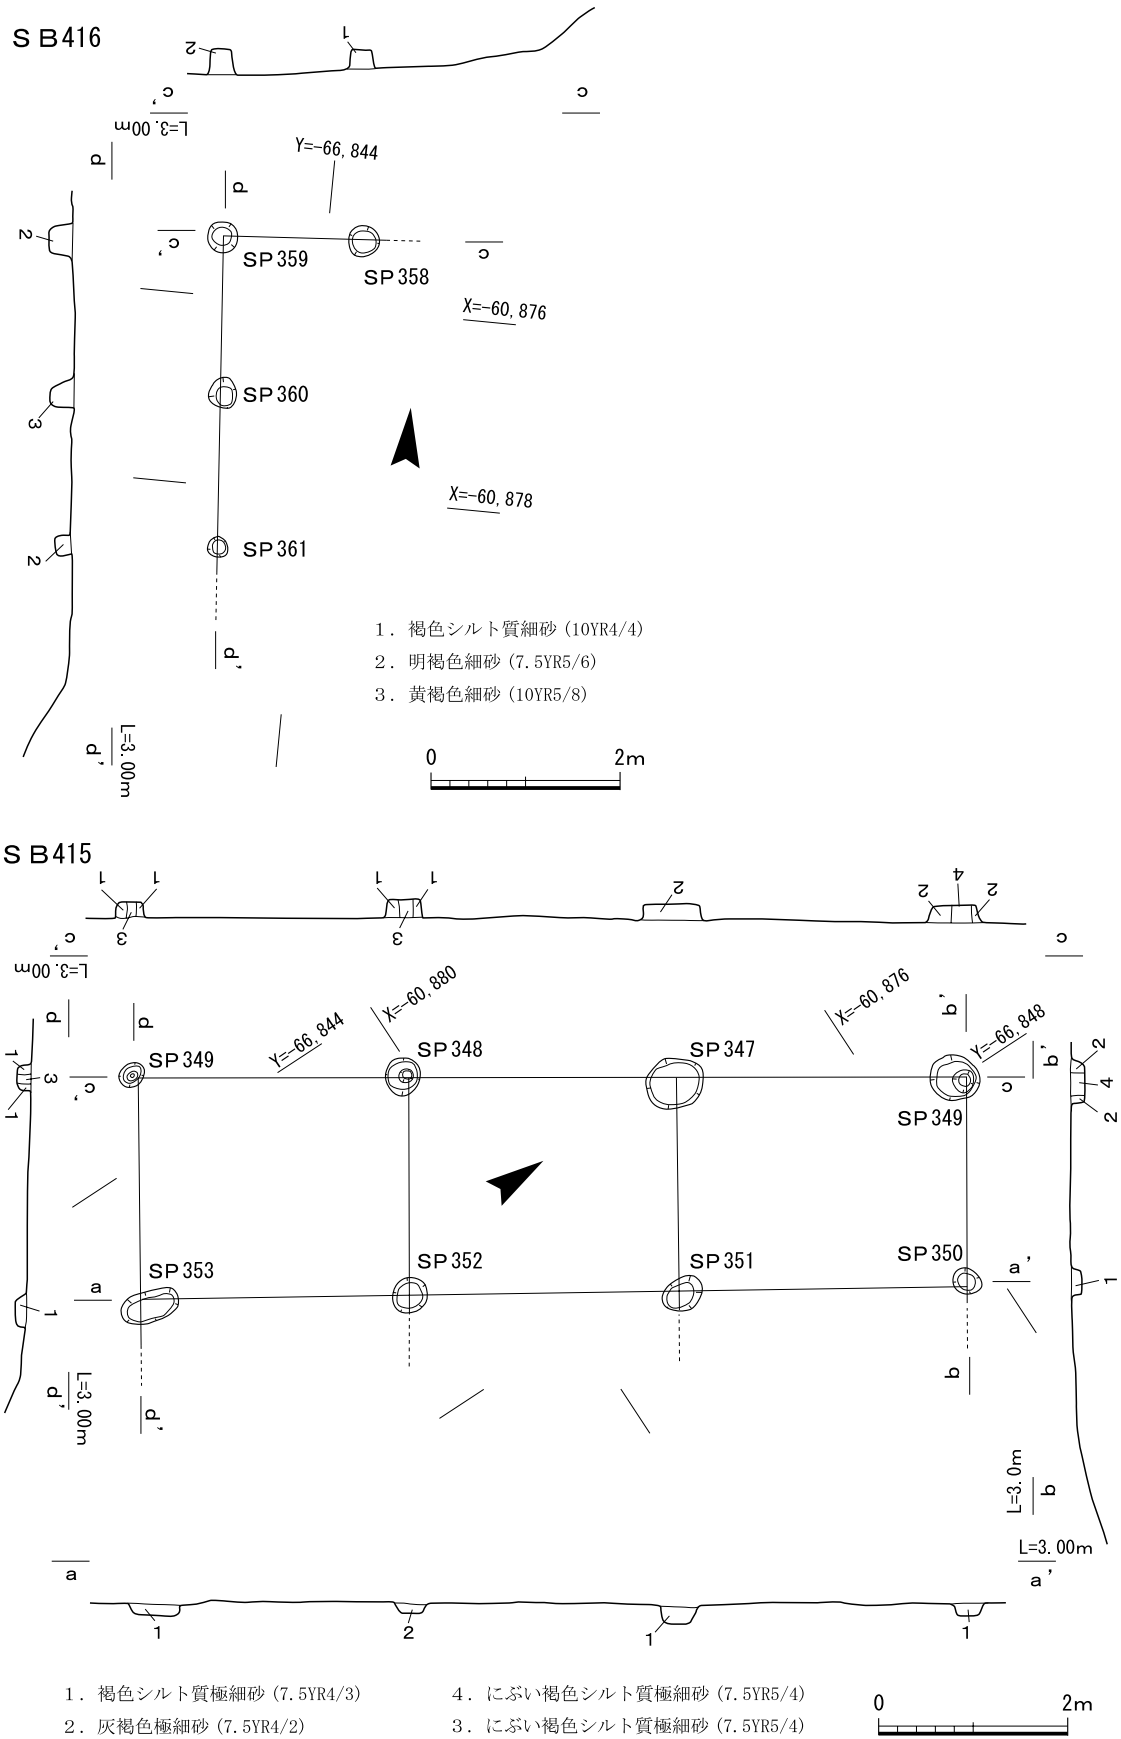 ＳＢ416
2
1
c'
c
L=3.00m
d
Y=-66,844
d
2
c'
c
SP359
SP358
X=-60,876
3
SP360
X=-60,878
2
SP361
d'
1．褐色シルト質細砂(10YR4/4)
2．明褐色細砂(7.5YR5/6)
3．黄褐色細砂(10YR5/8)
d'
L=3.00m
0 2m
ＳＢ415
1
1
1
1
2
2
4
2
3
3
c'
c
L=3.00m
d
d
Y=-66,844
X=-60,880
X=-60,876
b'
Y=-66,848
b'
1
3
1
c'
SP349
SP348
SP347
SP349
c
2
4
2
SP353
SP352
SP351
SP350
a
a'
1
1
d'
L=3.00m
d'
b
L=3.0m
b
L=3.00m
a'
a
1
2
1
1
1．褐色シルト質極細砂(7.5YR4/3)
2．灰褐色極細砂(7.5YR4/2)
4．にぶい褐色シルト質極細砂(7.5YR5/4)
3．にぶい褐色シルト質極細砂(7.5YR5/4)
0 2m